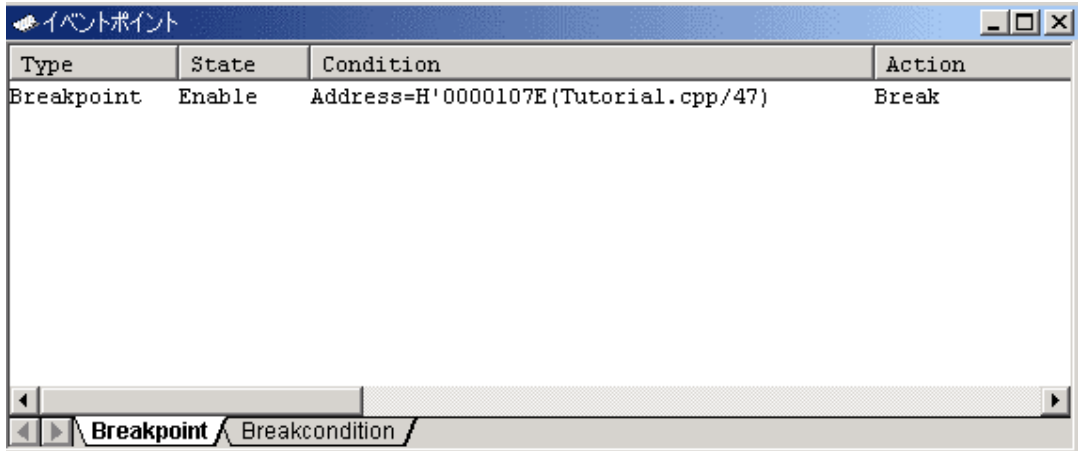 イベントポイント
Type State Condition Action
Breakpoint Enable Address=H'0000107E(Tutorial.cpp/47) Break
Breakpoint Breakcondition